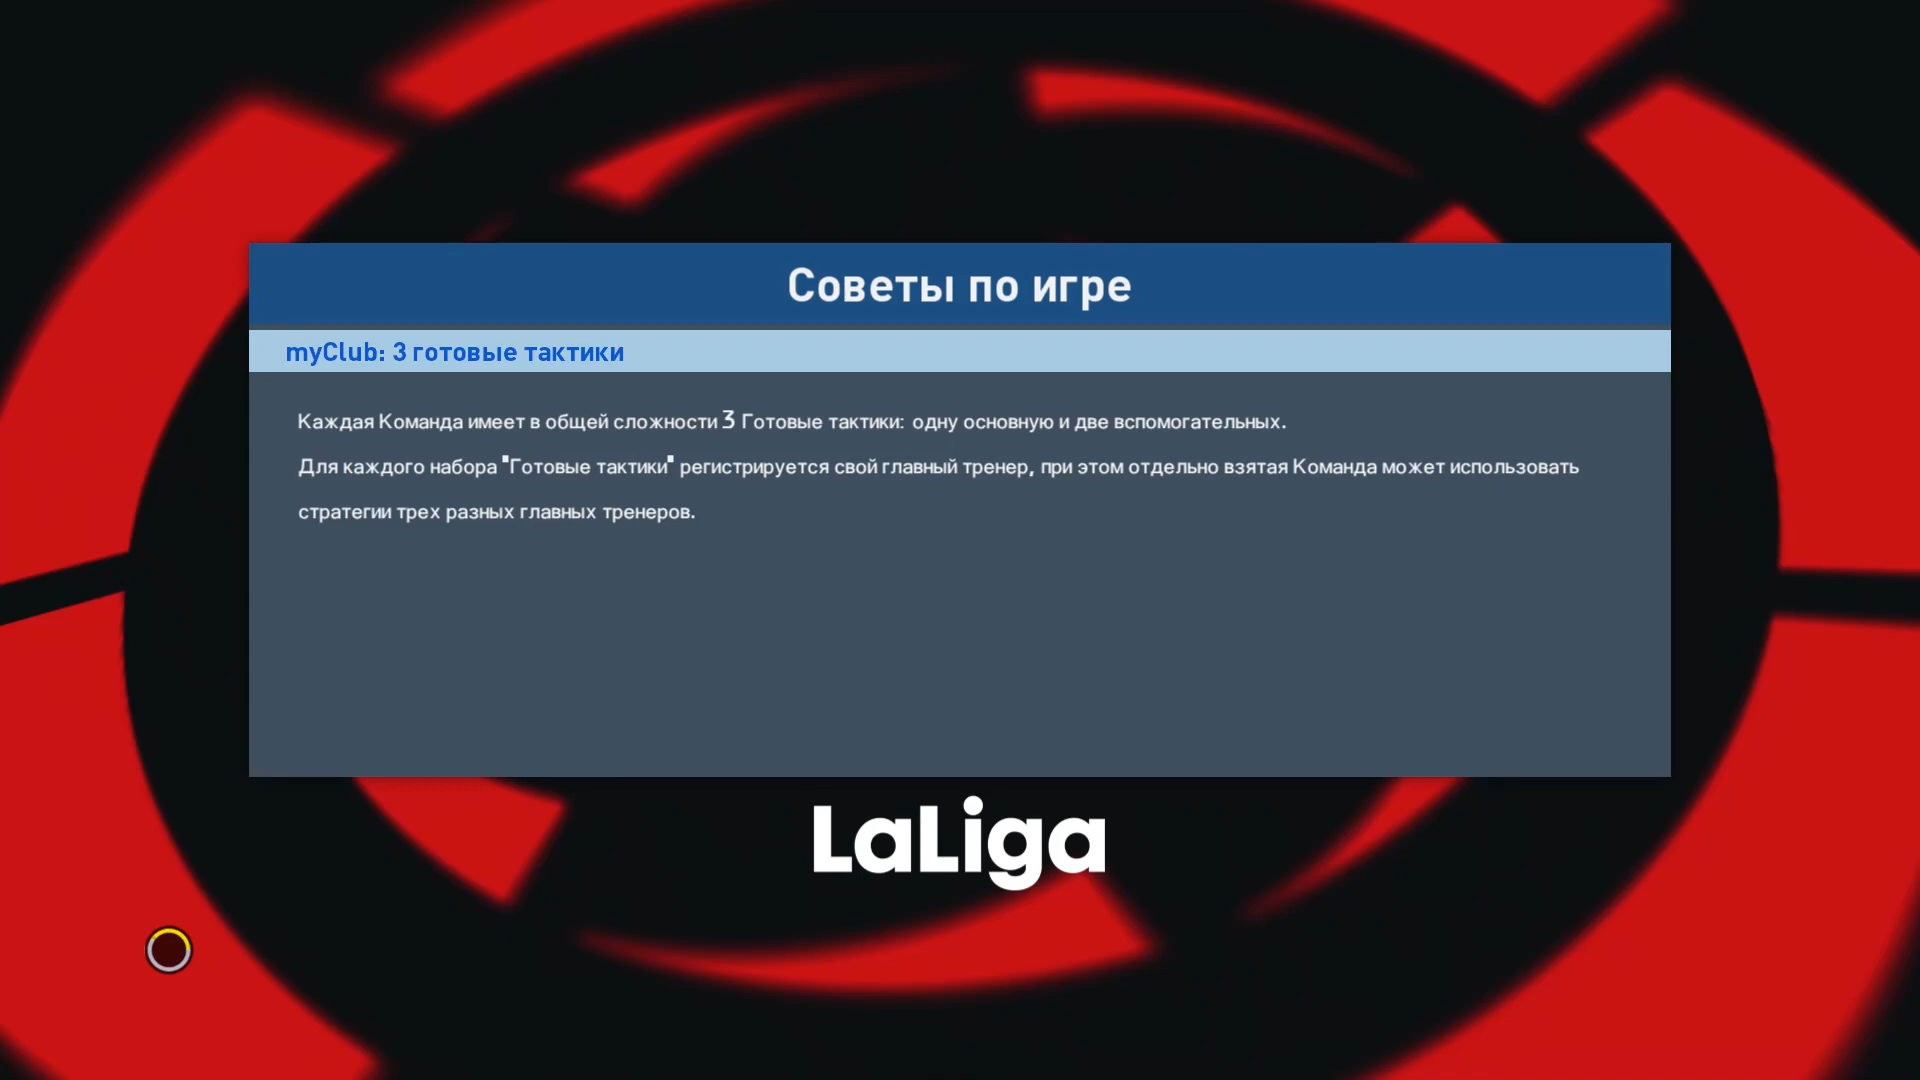 Советы по игре
myClub: 3 готовые тактики
Каждая Команда имеет в общей сложности 3 Готовые тактики: одну основную и две вспомогательных.
Для каждого набора "Готовые тактики" регистрируется свой главный тренер, при этом отдельно взятая Команда может использовать
стратегии трех разных главных тренеров.
LaLiga